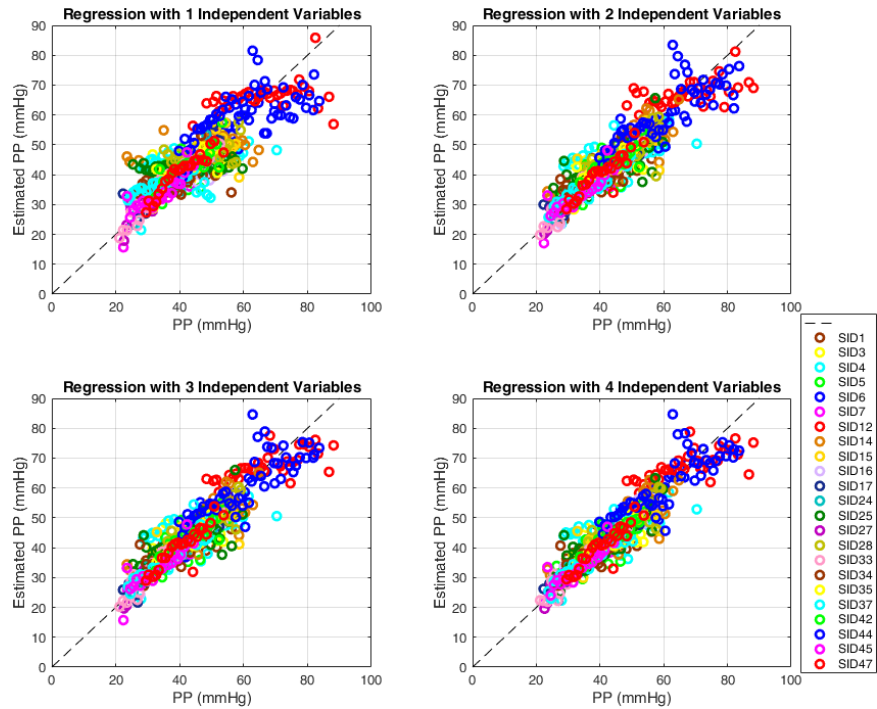 Regression with 1 Independent Variables
Estimated PP (mmHg)
90
80
70
60
50
40
30
20
10
0
0 20 40 60 80 100
PP (mmHg)
Regression with 2 Independent Variables
Estimated PP (mmHg)
90
80
70
60
50
40
30
20
10
0
0 20 40 60 80 100
PP (mmHg)
Regression with 3 Independent Variables
Estimated PP (mmHg)
90
80
70
60
50
40
30
20
10
0
0 20 40 60 80 100
PP (mmHg)
Regression with 4 Independent Variables
Estimated PP (mmHg)
90
80
70
60
50
40
30
20
10
0
0 20 40 60 80 100
PP (mmHg)
SID1
SID3
SID4
SID5
SID6
SID7
SID12
SID14
SID15
SID16
SID17
SID24
SID25
SID27
SID28
SID33
SID34
SID35
SID37
SID42
SID44
SID45
SID47